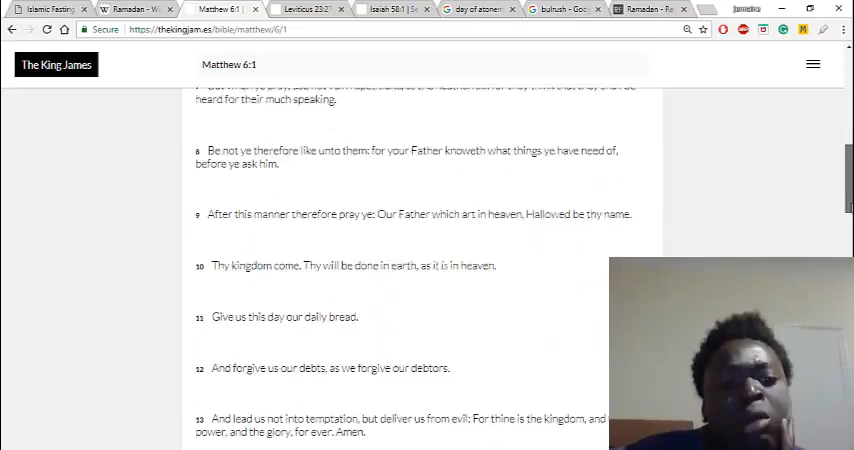 Islamic Fasting
Ramadan - W
Matthew 6:1 |
Leviticus 23:27
Isaiah 58:1 | S
day of atonem
bulrush - Goo
Ramadan - Re
jermaine
Secure
https://thekingjam.es/bible/matthew/6/1
The King James
Matthew 6:1
heard for their much speaking.
8 Be not ye therefore like unto them: for your Father knoweth what things ye have need of,
before ye ask him.
9 After this manner therefore pray ye: Our Father which art in heaven, Hallowed be thy name.
10 Thy kingdom come. Thy will be done in earth, as it is in heaven.
11 Give us this day our daily bread.
12 And forgive us our debts, as we forgive our debtors.
13 And lead us not into temptation, but deliver us from evil: For thine is the kingdom, and
power, and the glory, for ever. Amen.